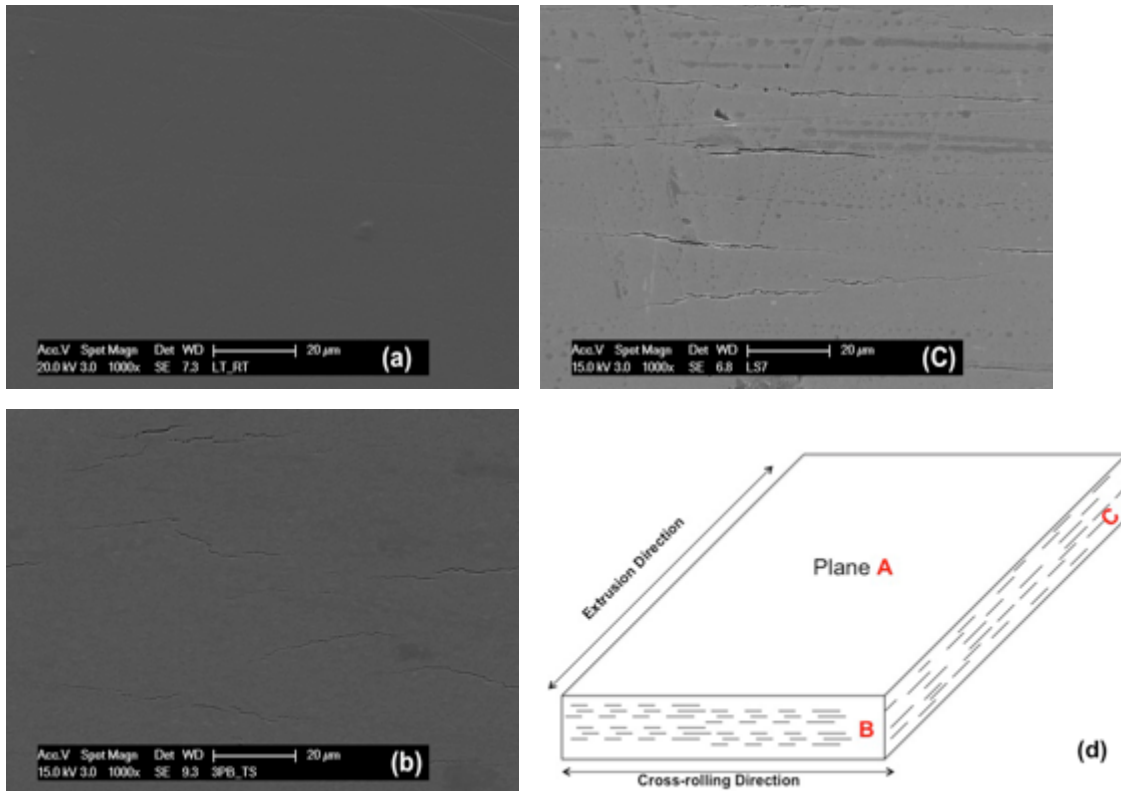 Acc.V Spot Magn Det WD 20 µm
20.0 kV 3.0 1000x SE 7.3 LT_RT
(a)
Acc.V Spot Magn Det WD 20 µm
15.0 kV 3.0 1000x SE 6.8 LS7
(C)
Acc.V Spot Magn Det WD 20 µm
15.0 kV 3.0 1000x SE 9.3 3PB_TS
(b)
Extrusion Direction
Plane A
C
B
Cross-rolling Direction
(d)